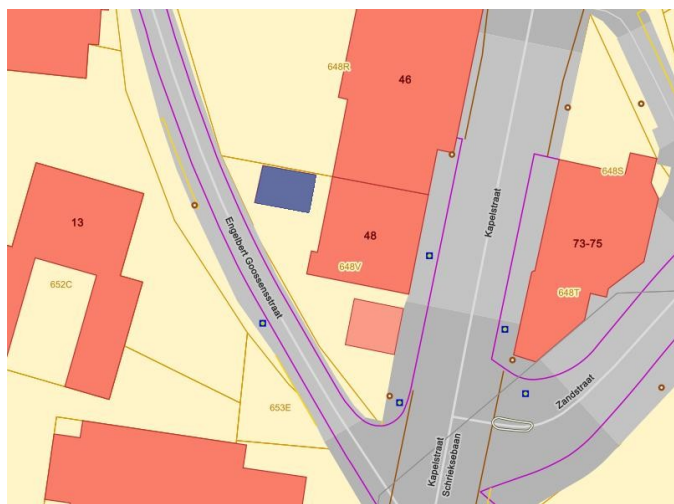 46
648R
13
Engelbert Goossensstraat
Kapelstraat
648S
48
73-75
648V
652C
648T
Zandstraat
653E
Kapelstraat
Schrieksebaan